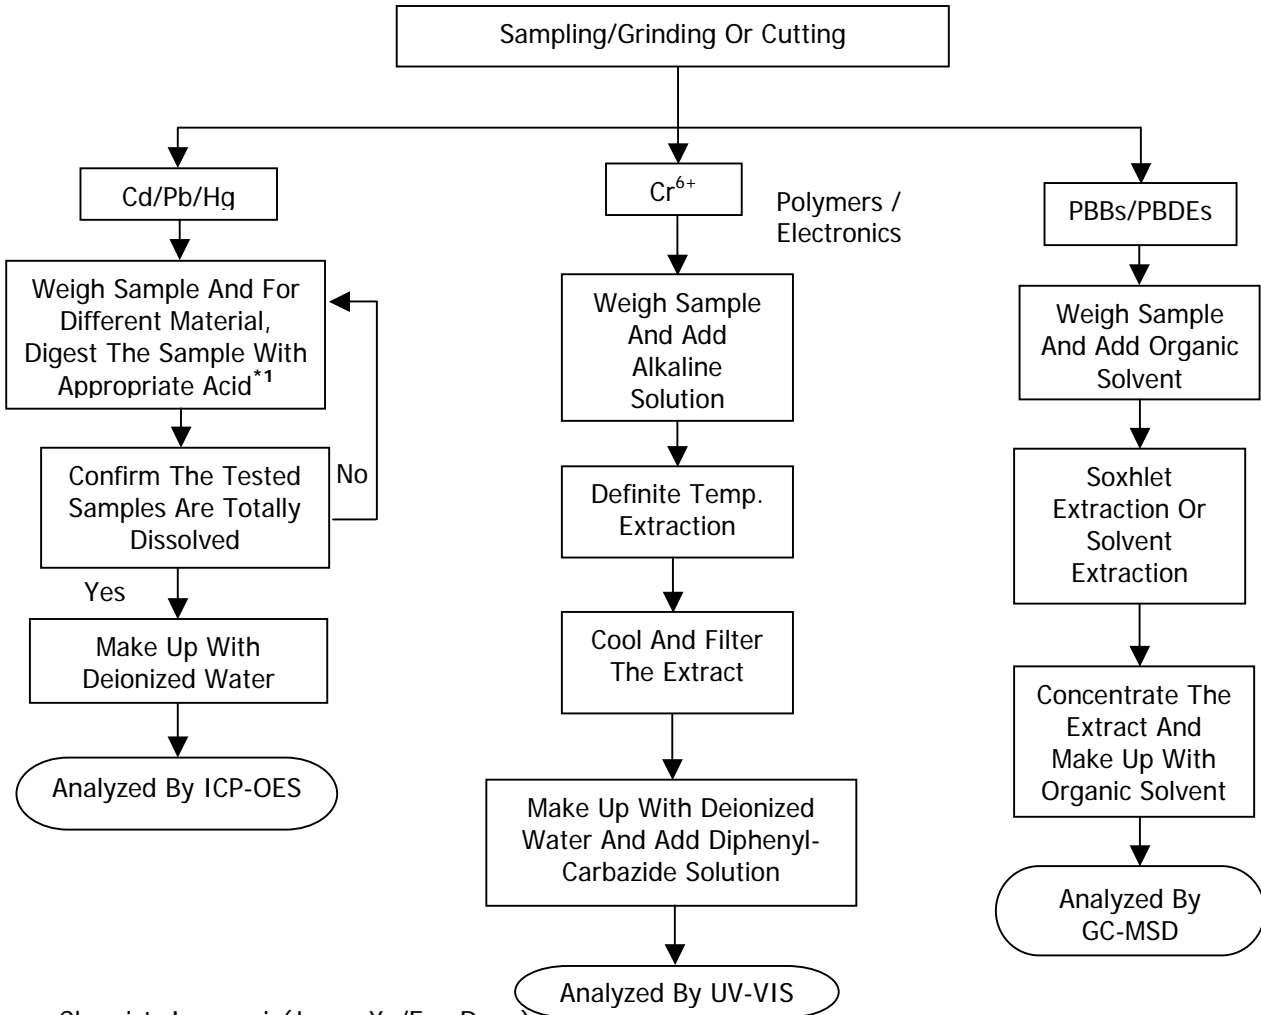 Sampling/Grinding Or Cutting
Cd/Pb/Hg
Weigh Sample And For
Different Material,
Digest The Sample With
Appropriate Acid*1
Confirm The Tested
Samples Are Totally
Dissolved
No
Yes
Make Up With
Deionized Water
Analyzed By ICP-OES
Cr6+
Polymers /
Electronics
Weigh Sample
And Add
Alkaline
Solution
Definite Temp.
Extraction
Cool And Filter
The Extract
Make Up With Deionized
Water And Add Diphenyl-
Carbazide Solution
Analyzed By UV-VIS
PBBs/PBDEs
Weigh Sample
And Add Organic
Solvent
Soxhlet
Extraction Or
Solvent
Extraction
Concentrate The
Extract And
Make Up With
Organic Solvent
Analyzed By
GC-MSD